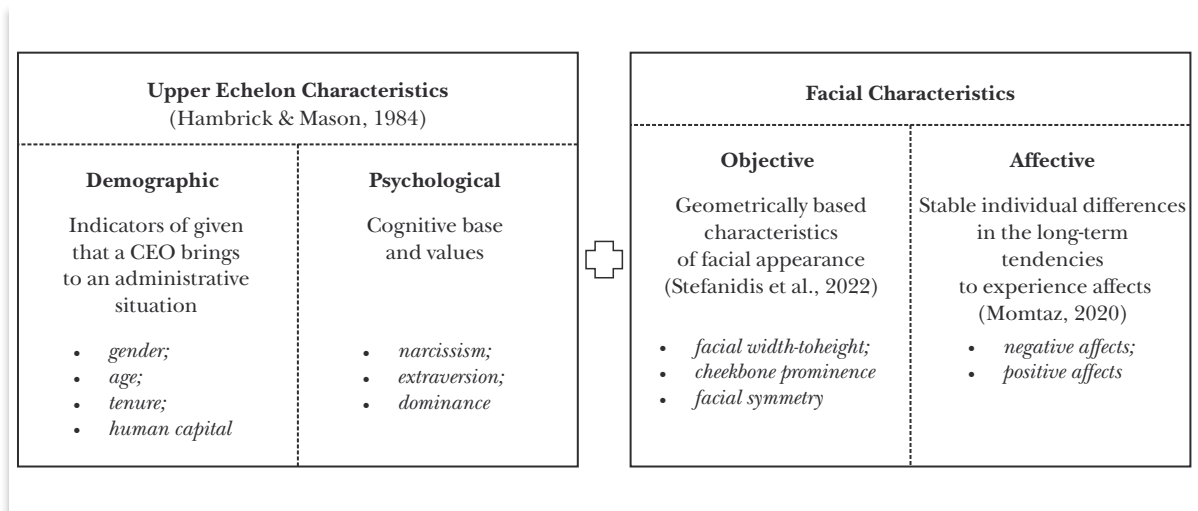 Upper Echelon Characteristics
(Hambrick & Mason, 1984)
Demographic
Indicators of given
that a CEO brings
to an administrative
situation
• gender;
• age;
• tenure;
• human capital
Psychological
Cognitive base
and values
• narcissism;
• extraversion;
• dominance
Facial Characteristics
Objective
Geometrically based
characteristics
of facial appearance
(Stefanidis et al., 2022)
• facial width-toheight;
• cheekbone prominence
• facial symmetry
Affective
Stable individual differences
in the long-term
tendencies
to experience affects
(Momtaz, 2020)
• negative affects;
• positive affects